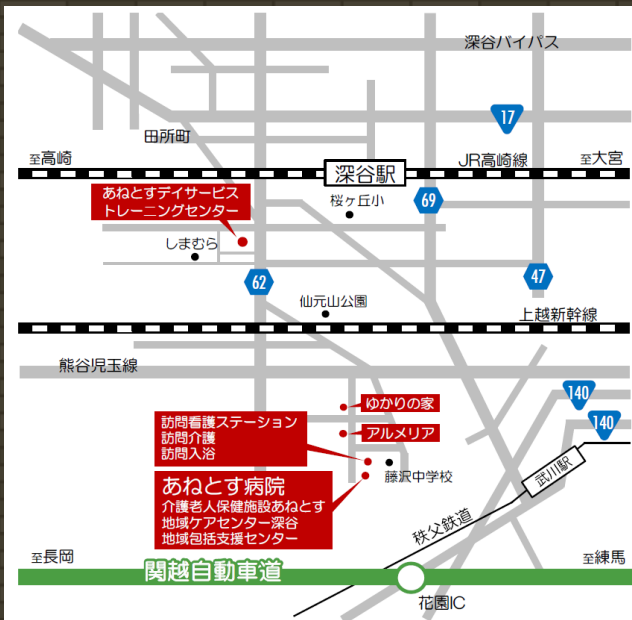 深谷バイパス
17
田所町
至高崎
深谷駅
JR高崎線
至大宮
あねとすデイサービス
トレーニングセンター
桜ヶ丘小
69
しまむら
62
47
仙元山公園
上越新幹線
熊谷児玉線
140
140
ゆかりの家
アルメリア
訪問看護ステーション
訪問介護
訪問入浴
藤沢中学校
武川駅
あねとす病院
介護老人保健施設あねとす
地域ケアセンター深谷
地域包括支援センター
秩父鉄道
至長岡
関越自動車道
至練馬
花園IC